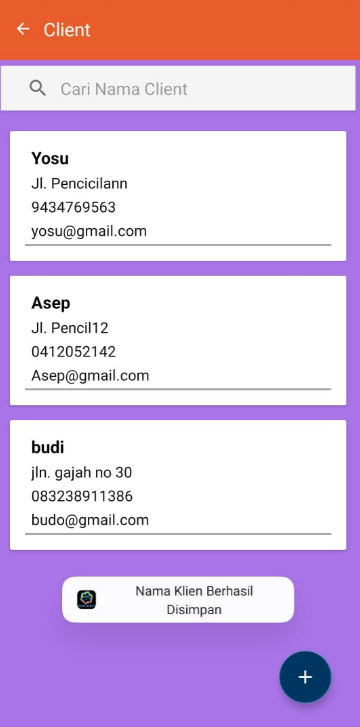 Client
Cari Nama Client
Yosu
Jl. Pencicilann
9434769563
yosu@gmail.com
Asep
Jl. Pencil12
0412052142
Asep@gmail.com
budi
jln. gajah no 30
083238911386
budo@gmail.com
Nama Klien Berhasil
Disimpan